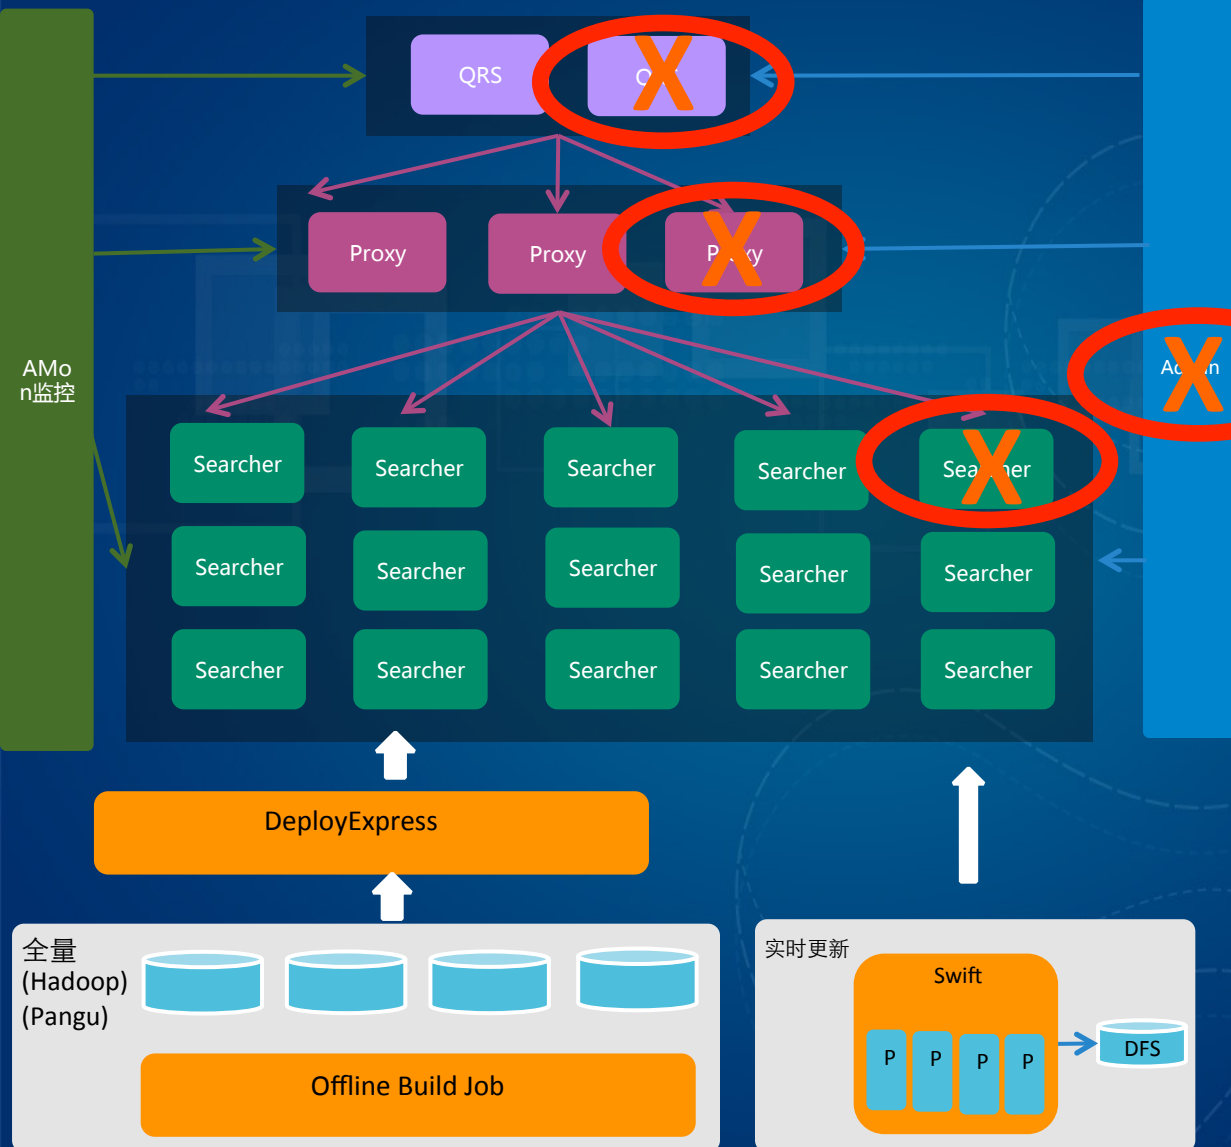 QRS
X
Proxy
Proxy
X
AMo
n监控
X
Searcher
Searcher
Searcher
Searcher
X
Searcher
Searcher
Searcher
Searcher
Searcher
Searcher
Searcher
Searcher
Searcher
Searcher
DeployExpress
全量
(Hadoop)
(Pangu)
Offline Build Job
实时更新
Swift
P
P
P
P
DFS